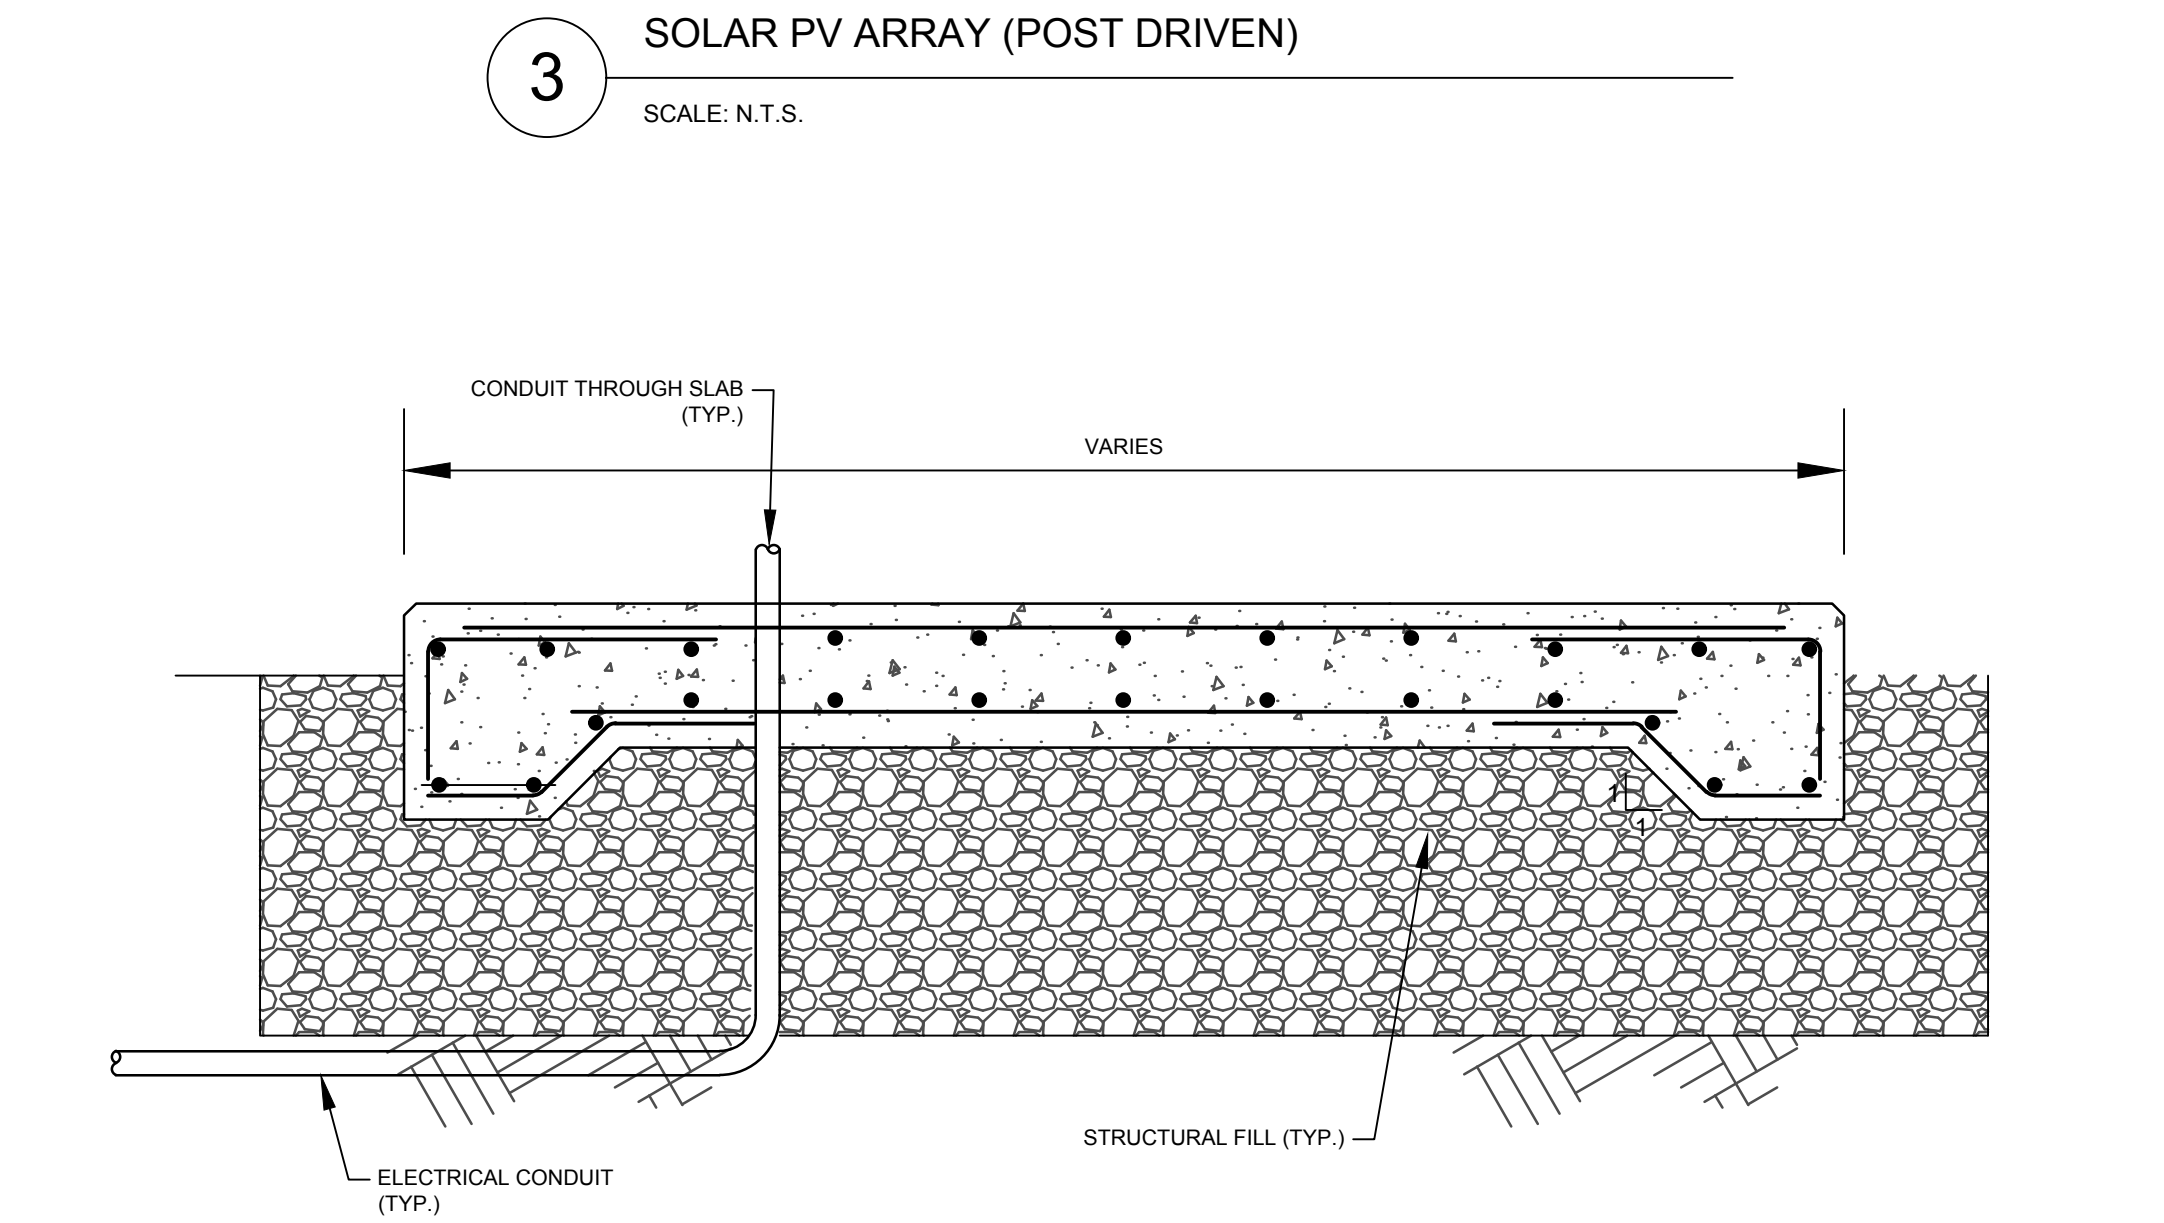 3
SOLAR PV ARRAY (POST DRIVEN)
SCALE: N.T.S.
CONDUIT THROUGH SLAB
(TYP.)
VARIES
1
1
STRUCTURAL FILL (TYP.)
ELECTRICAL CONDUIT
(TYP.)